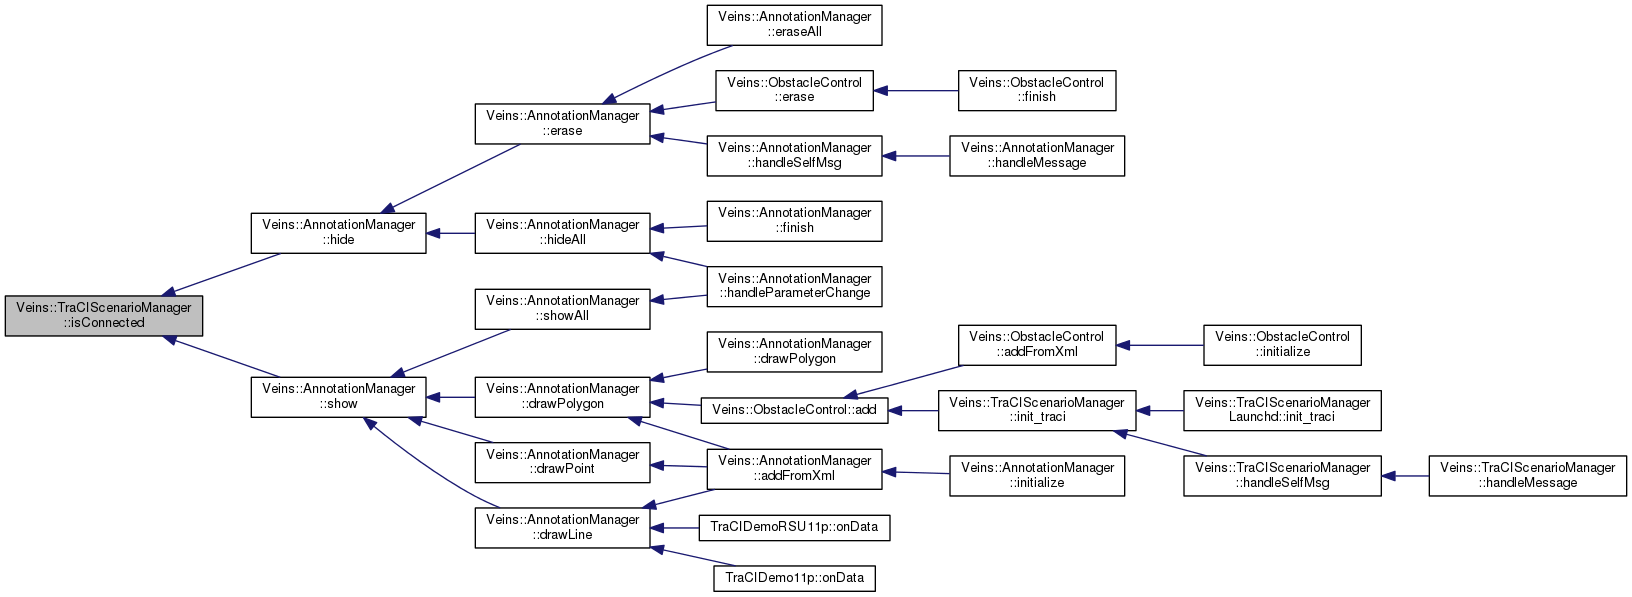 Veins::AnnotationManager
::eraseAll
Veins::ObstacleControl
::erase
Veins::ObstacleControl
::finish
Veins::AnnotationManager
::erase
Veins::AnnotationManager
::handleSelfMsg
Veins::AnnotationManager
::handleMessage
Veins::AnnotationManager
::hide
Veins::AnnotationManager
::hideAll
Veins::AnnotationManager
::finish
Veins::AnnotationManager
::handleParameterChange
Veins::TraCIScenarioManager
::isConnected
Veins::AnnotationManager
::showAll
Veins::AnnotationManager
::drawPolygon
Veins::ObstacleControl
::addFromXml
Veins::ObstacleControl
::initialize
Veins::AnnotationManager
::show
Veins::AnnotationManager
::drawPolygon
Veins::ObstacleControl::add
Veins::TraCIScenarioManager
::init_traci
Veins::TraCIScenarioManager
Launchd::init_traci
Veins::AnnotationManager
::drawPoint
Veins::AnnotationManager
::addFromXml
Veins::AnnotationManager
::initialize
Veins::TraCIScenarioManager
::handleSelfMsg
Veins::TraCIScenarioManager
::handleMessage
Veins::AnnotationManager
::drawLine
TraCIDemoRSU11p::onData
TraCIDemo11p::onData